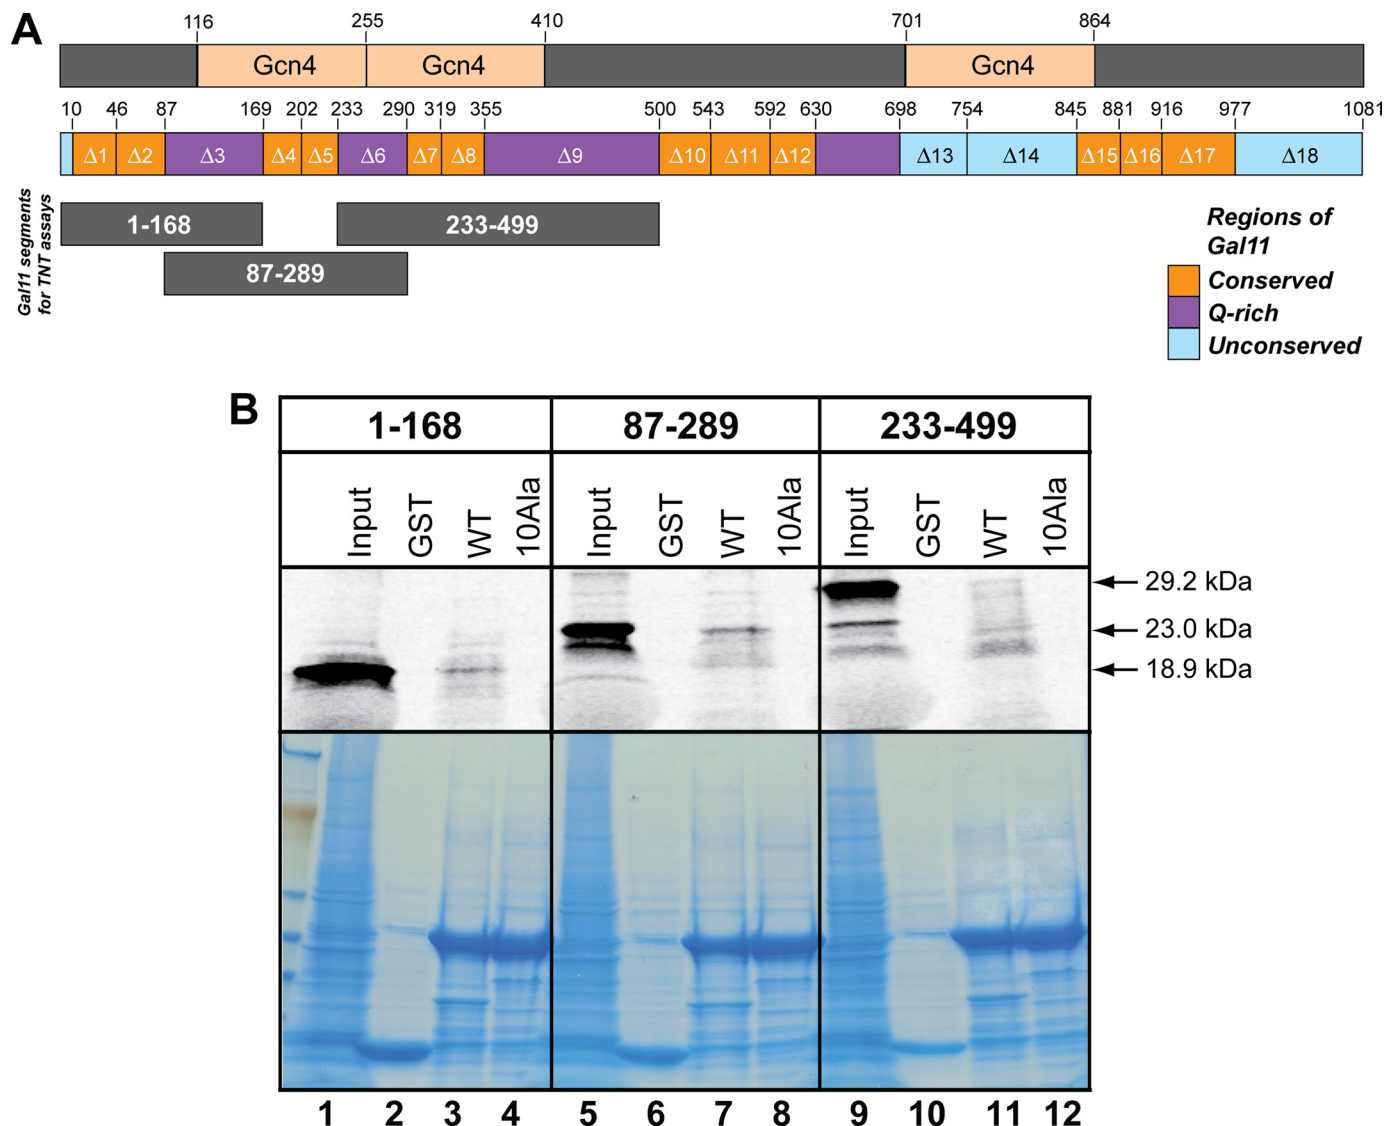 A
116 255 410 701 864
Gcn4 Gcn4 Gcn4
10 46 87 169 202 233 290 319 355 500 543 592 630 698 754 845 881 916 977 1081
Δ1 Δ2 Δ3 Δ4 Δ5 Δ6 Δ7 Δ8 Δ9 Δ10 Δ11 Δ12 Δ13 Δ14 Δ15 Δ16 Δ17 Δ18
Gal11 segments
for TNT assays
1-168 233-499
87-289
Regions of
Gal11
Conserved
Q-rich
Unconserved
B
1-168 87-289 233-499
Input GST WT 10Ala Input GST WT 10Ala Input GST WT 10Ala
29.2 kDa
23.0 kDa
18.9 kDa
1 2 3 4 5 6 7 8 9 10 11 12